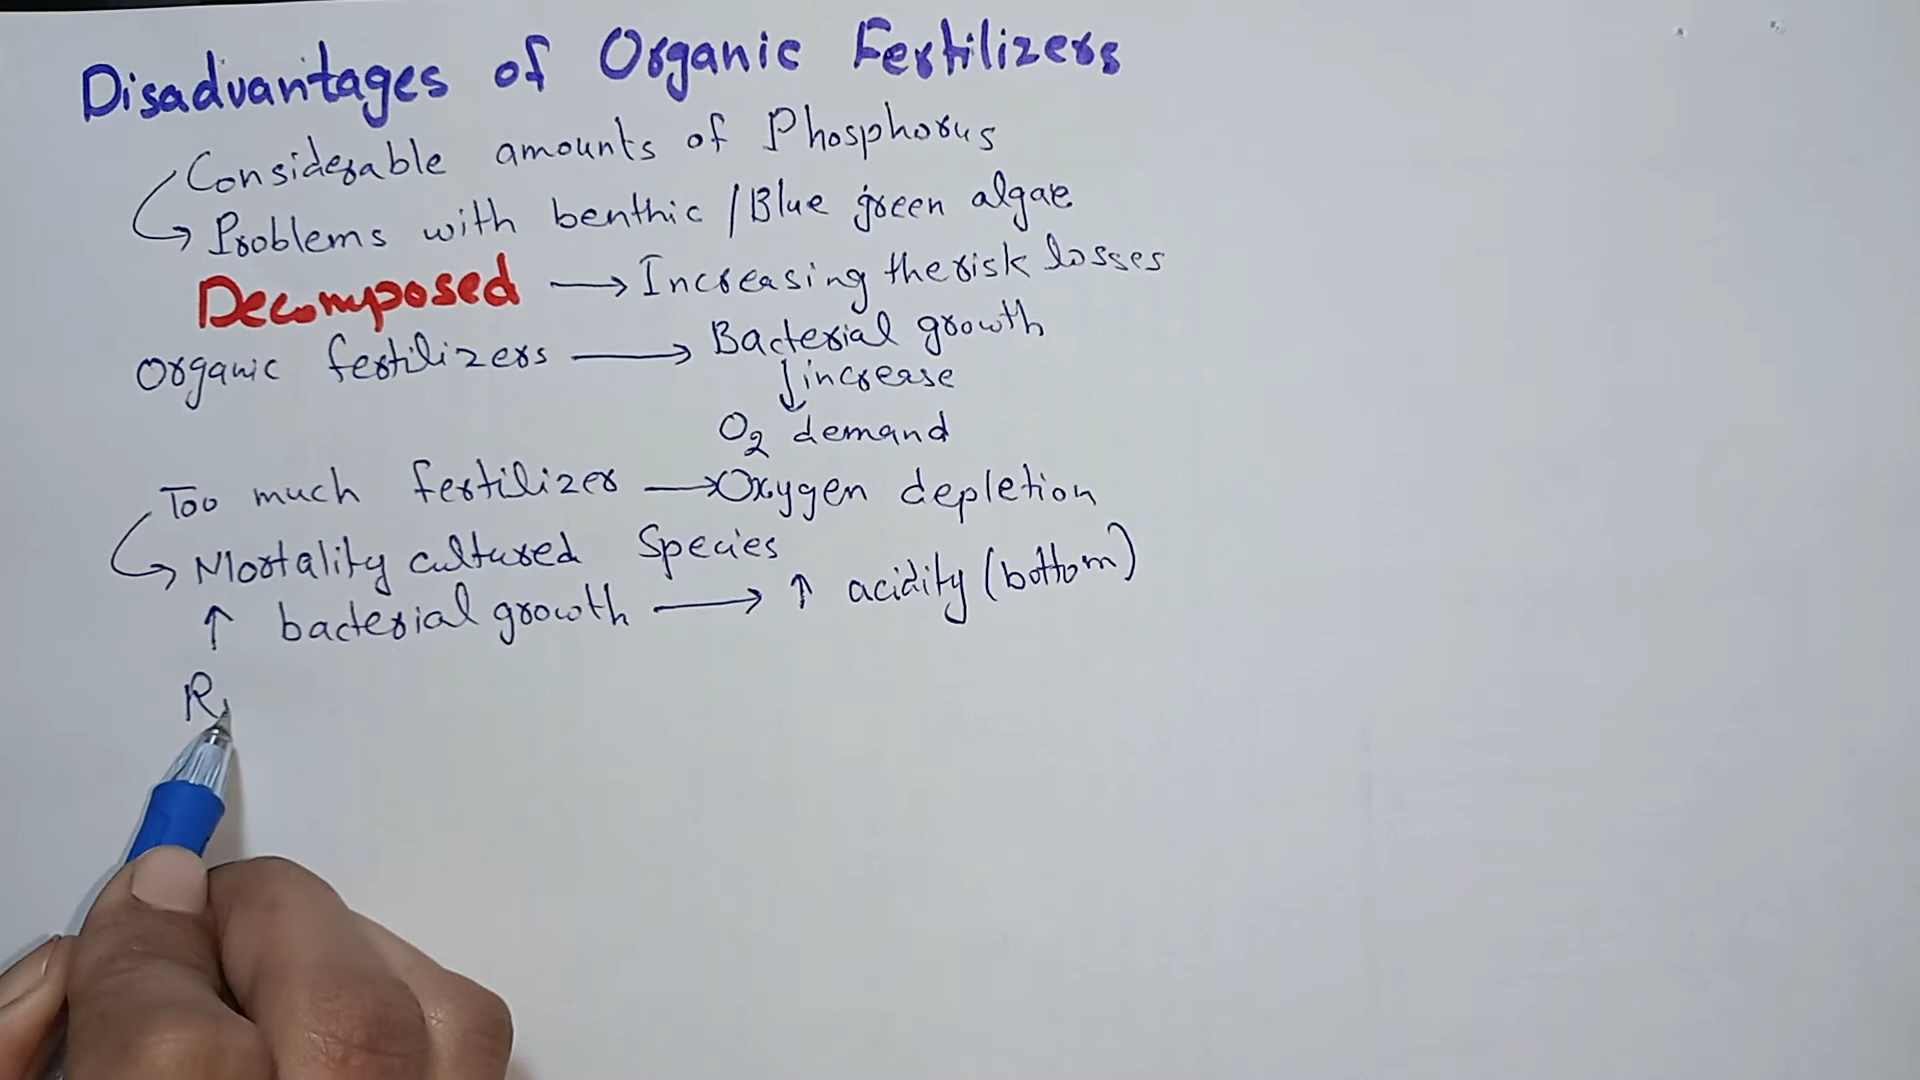 Disadvantages of Organic Fertilizers
Considerable amounts of Phosphorus
→ Problems with benthic / Blue green algae
Decomposed → Increasing the risk losses
Organic fertilizers → Bacterial growth
↓ increase
O₂ demand
Too much fertilizer → Oxygen depletion
→ Mortality cultured Species
↑ bacterial growth → ↑ acidity (bottom)
R